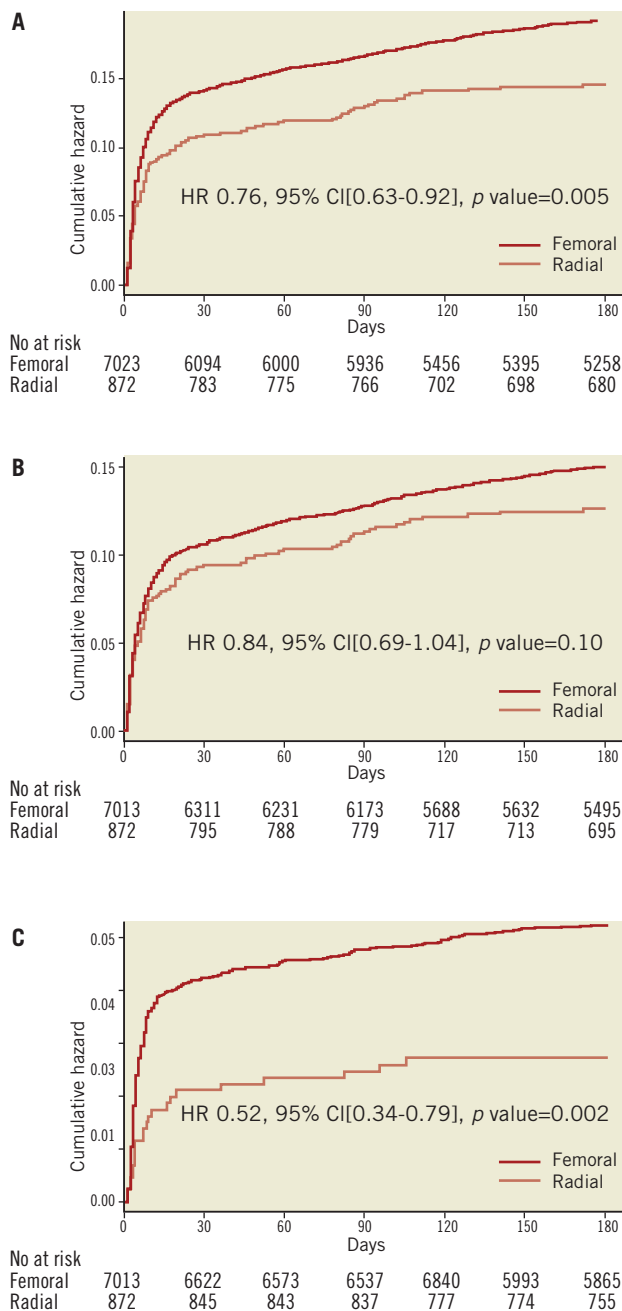 A
Cumulative hazard
0.15
0.10
0.05
0.00
HR 0.76, 95% CI[0.63-0.92], p value=0.005
Femoral
Radial
0 30 60 90 120 150 180
Days
No at risk
Femoral 7023 6094 6000 5936 5456 5395 5258
Radial 872 783 775 766 702 698 680
B
Cumulative hazard
0.15
0.10
0.05
0.00
HR 0.84, 95% CI[0.69-1.04], p value=0.10
Femoral
Radial
0 30 60 90 120 150 180
Days
No at risk
Femoral 7013 6311 6231 6173 5688 5632 5495
Radial 872 795 788 779 717 713 695
C
Cumulative hazard
0.05
0.04
0.03
0.01
0.00
HR 0.52, 95% CI[0.34-0.79], p value=0.002
Femoral
Radial
0 30 60 90 120 150 180
Days
No at risk
Femoral 7013 6622 6573 6537 6840 5993 5865
Radial 872 845 843 837 777 774 755